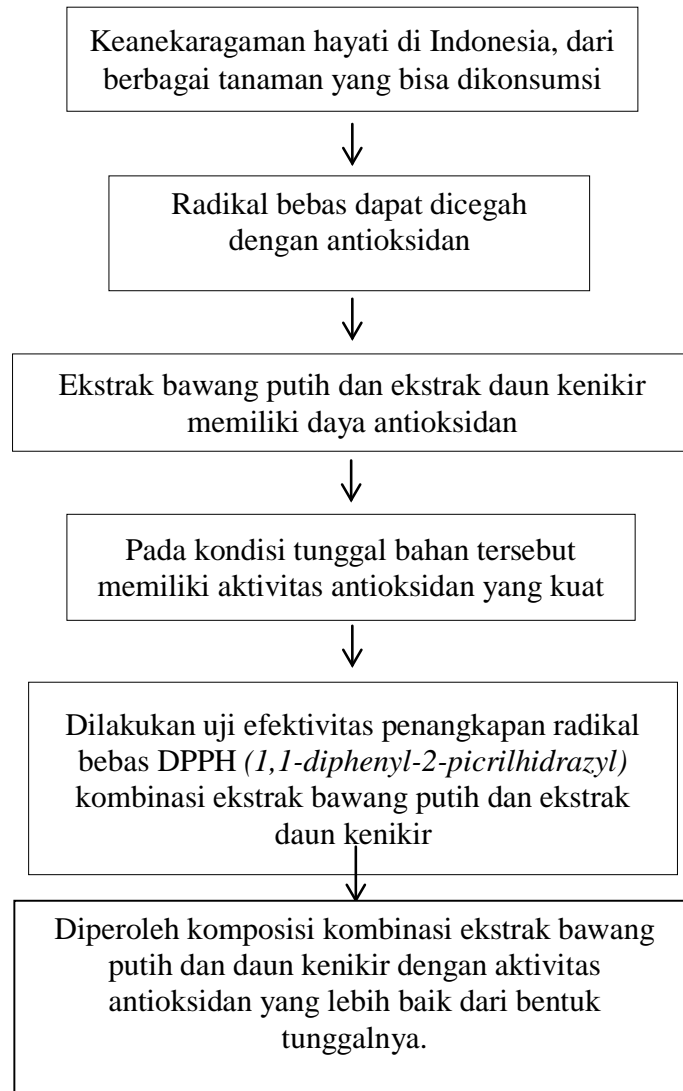 Keanekaragaman hayati di Indonesia, dari
berbagai tanaman yang bisa dikonsumsi
Radikal bebas dapat dicegah
dengan antioksidan
Ekstrak bawang putih dan ekstrak daun kenikir
memiliki daya antioksidan
Pada kondisi tunggal bahan tersebut
memiliki aktivitas antioksidan yang kuat
Dilakukan uji efektivitas penangkapan radikal
bebas DPPH (1,1-diphenyl-2-picrilhidrazyl)
kombinasi ekstrak bawang putih dan ekstrak
daun kenikir
Diperoleh komposisi kombinasi ekstrak bawang
putih dan daun kenikir dengan aktivitas
antioksidan yang lebih baik dari bentuk
tunggalnya.